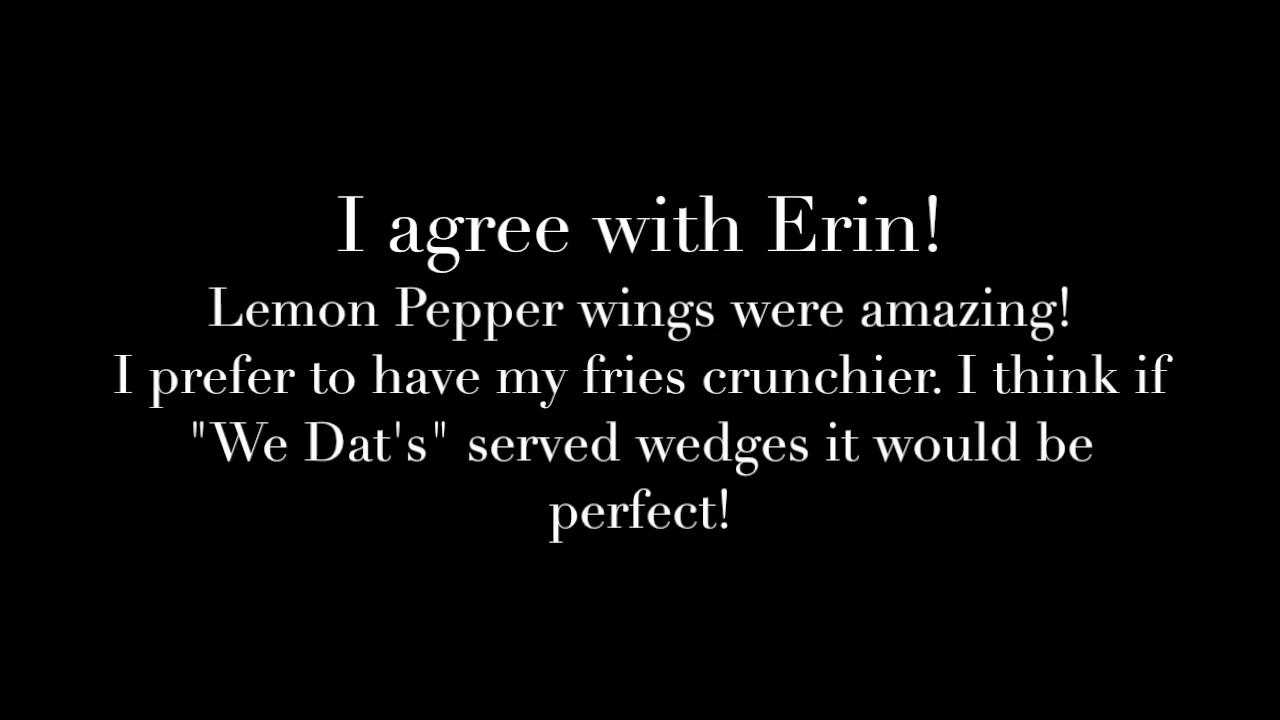 I agree with Erin!
Lemon Pepper wings were amazing!
I prefer to have my fries crunchier. I think if
"We Dat's" served wedges it would be
perfect!